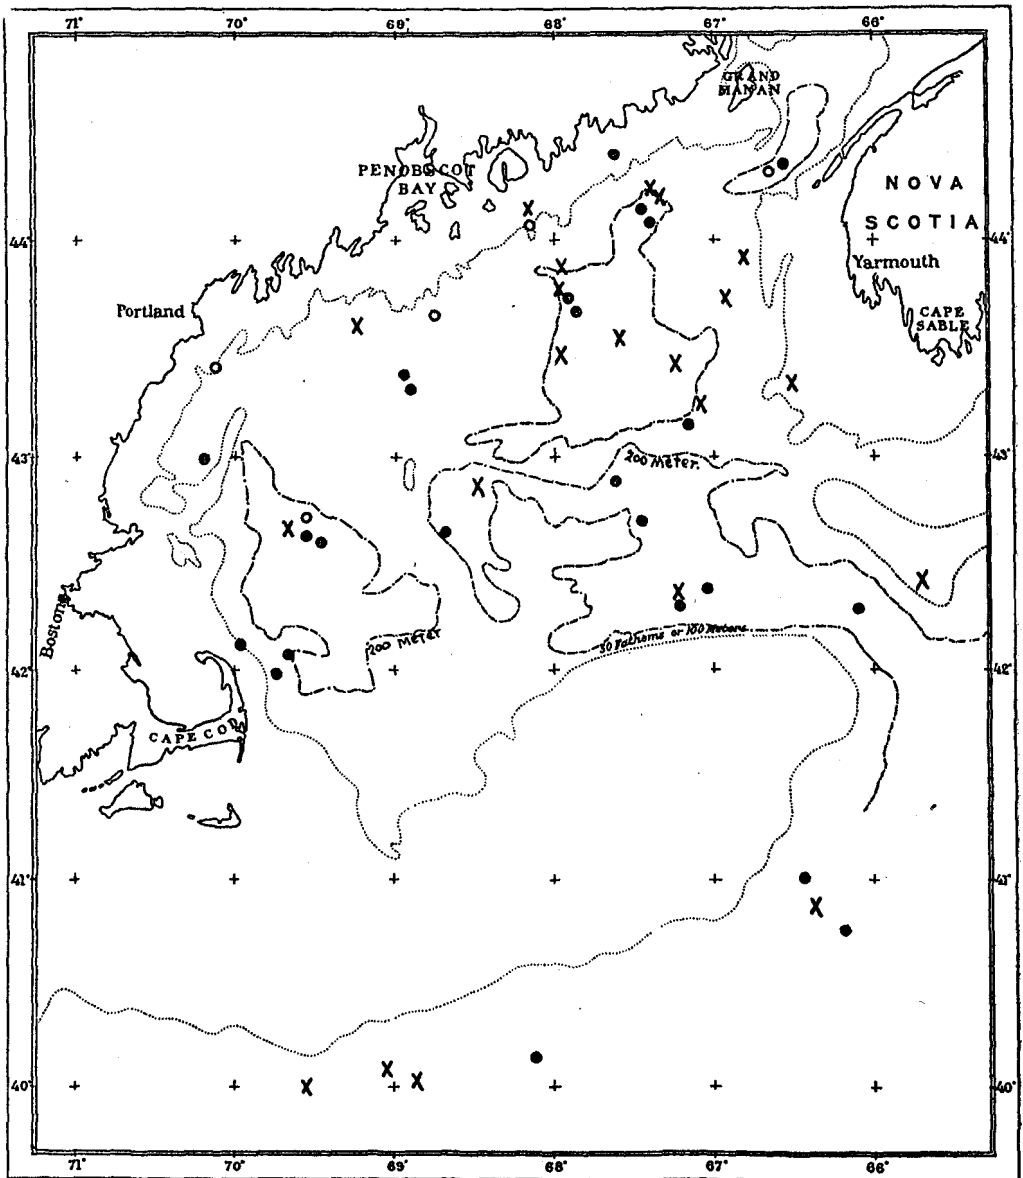 71° 70° 69° 68° 67° 66°
GRAND
MANAN
PENOBSCOT
BAY
NOVA
SCOTIA
44° 44°
Yarmouth
Portland
CAPE
SABLE
43° 43°
200 Meter.
Boston
50 Fathoms or 100 Meters
200 Meter
42° 42°
CAPE COD
41° 41°
40° 40°
71° 70° 69° 68° 67° 66°